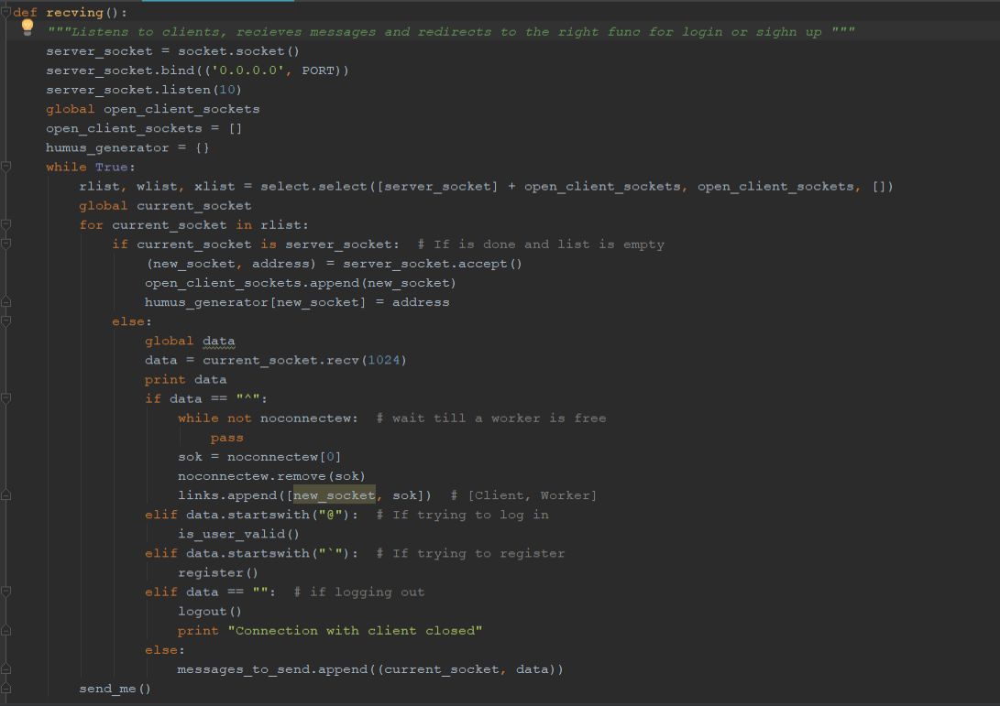 def recving():
    """Listens to clients, recieves messages and redirects to the right func for login or sighn up """
    server_socket = socket.socket()
    server_socket.bind(('0.0.0.0', PORT))
    server_socket.listen(10)
    global open_client_sockets
    open_client_sockets = []
    humus_generator = {}
    while True:
        rlist, wlist, xlist = select.select([server_socket] + open_client_sockets, open_client_sockets, [])
        global current_socket
        for current_socket in rlist:
            if current_socket is server_socket:  # If is done and list is empty
                (new_socket, address) = server_socket.accept()
                open_client_sockets.append(new_socket)
                humus_generator[new_socket] = address
            else:
                global data
                data = current_socket.recv(1024)
                print data
                if data == "^":
                    while not noconnectew:  # wait till a worker is free
                        pass
                    sok = noconnectew[0]
                    noconnectew.remove(sok)
                    links.append([new_socket, sok])  # [Client, Worker]
                elif data.startswith("@"):  # If trying to log in
                    is_user_valid()
                elif data.startswith("`"):  # If trying to register
                    register()
                elif data == "":  # if logging out
                    logout()
                    print "Connection with client closed"
                else:
                    messages_to_send.append((current_socket, data))
        send_me()